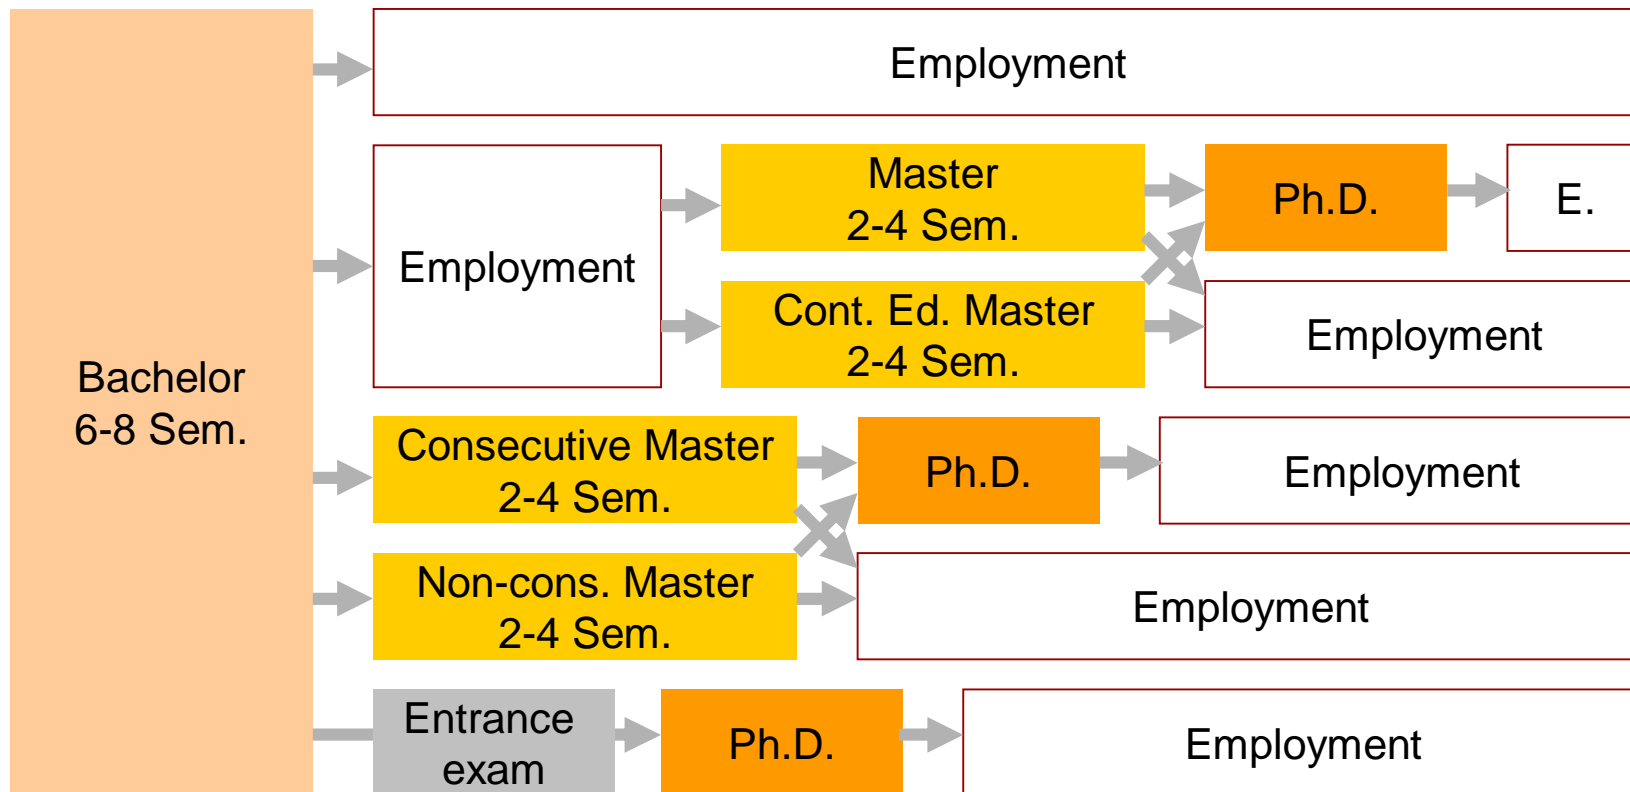 Bachelor
6-8 Sem.
Employment
Employment
Master
2-4 Sem.
Ph.D.
E.
Cont. Ed. Master
2-4 Sem.
Employment
Consecutive Master
2-4 Sem.
Ph.D.
Employment
Non-cons. Master
2-4 Sem.
Employment
Entrance
exam
Ph.D.
Employment